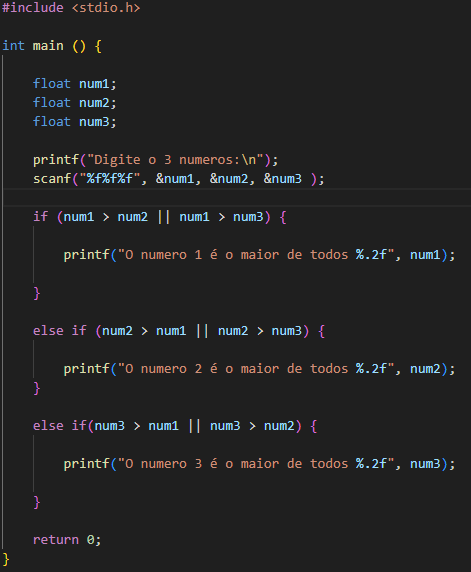 #include <stdio.h>
int main () {
float num1;
float num2;
float num3;
printf("Digite o 3 numeros:\n");
scanf("%f%f%f", &num1, &num2, &num3 );
if (num1 > num2 || num1 > num3) {
printf("O numero 1 é o maior de todos %.2f", num1);
}
else if (num2 > num1 || num2 > num3) {
printf("O numero 2 é o maior de todos %.2f", num2);
}
else if(num3 > num1 || num3 > num2) {
printf("O numero 3 é o maior de todos %.2f", num3);
}
return 0;
}